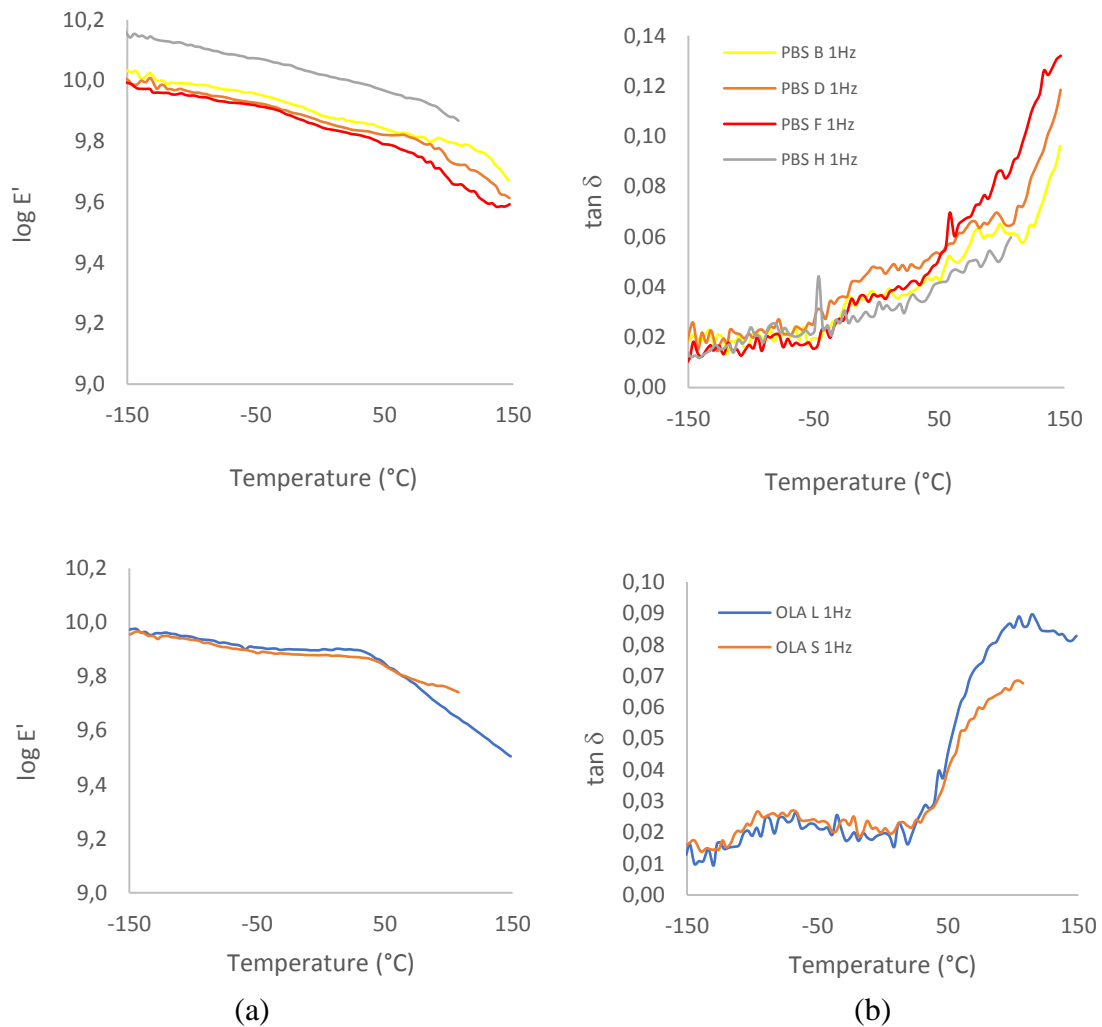 10,2
10,0
9,8
9,6
9,4
9,2
9,0
log E'
-150 -50 50 150
Temperature (°C)
0,14
0,12
0,10
0,08
0,06
0,04
0,02
0,00
tan δ
PBS B 1Hz
PBS D 1Hz
PBS F 1Hz
PBS H 1Hz
-150 -50 50 150
Temperature (°C)
10,2
10,0
9,8
9,6
9,4
9,2
9,0
log E'
-150 -50 50 150
Temperature (°C)
0,10
0,09
0,08
0,07
0,06
0,05
0,04
0,03
0,02
0,01
0,00
tan δ
OLA L 1Hz
OLA S 1Hz
-150 -50 50 150
Temperature (°C)
(a) (b)